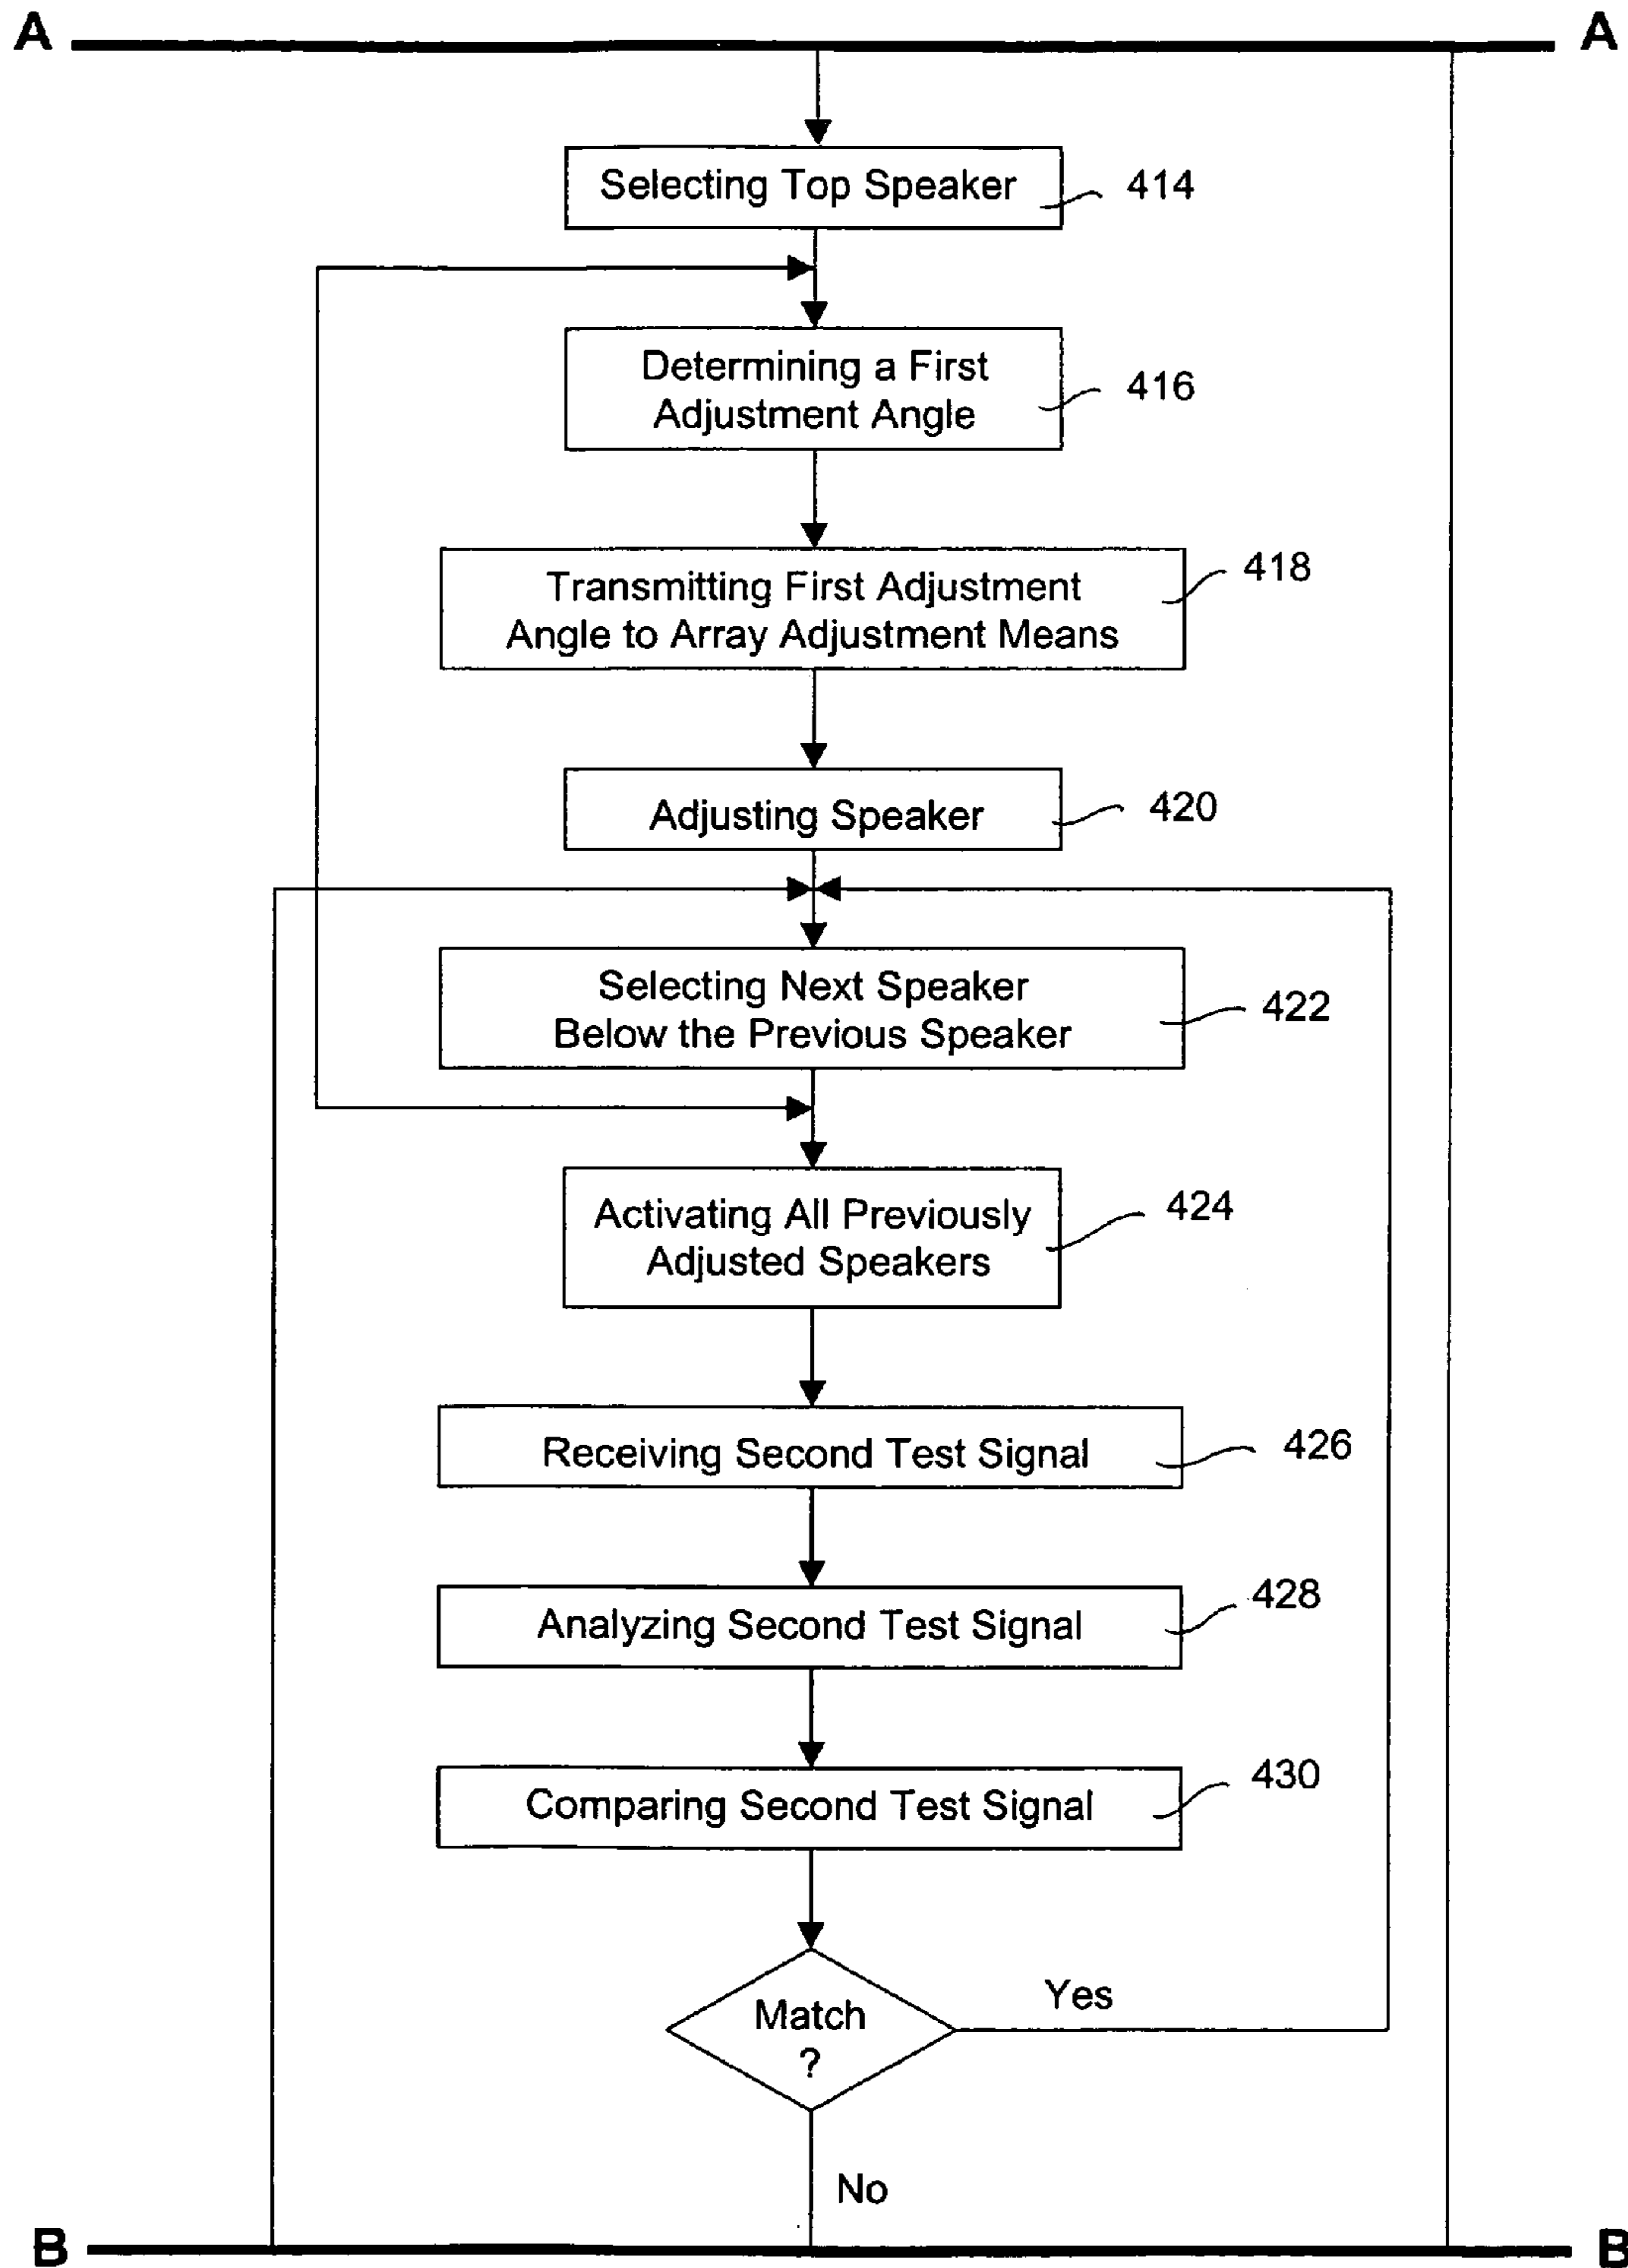 A A
Selecting Top Speaker 414
Determining a First
Adjustment Angle
416
Transmitting First Adjustment
Angle to Array Adjustment Means
418
Adjusting Speaker 420
Selecting Next Speaker
Below the Previous Speaker
422
Activating All Previously
Adjusted Speakers
424
Receiving Second Test Signal 426
Analyzing Second Test Signal 428
Comparing Second Test Signal 430
Match
?
Yes
No
B B